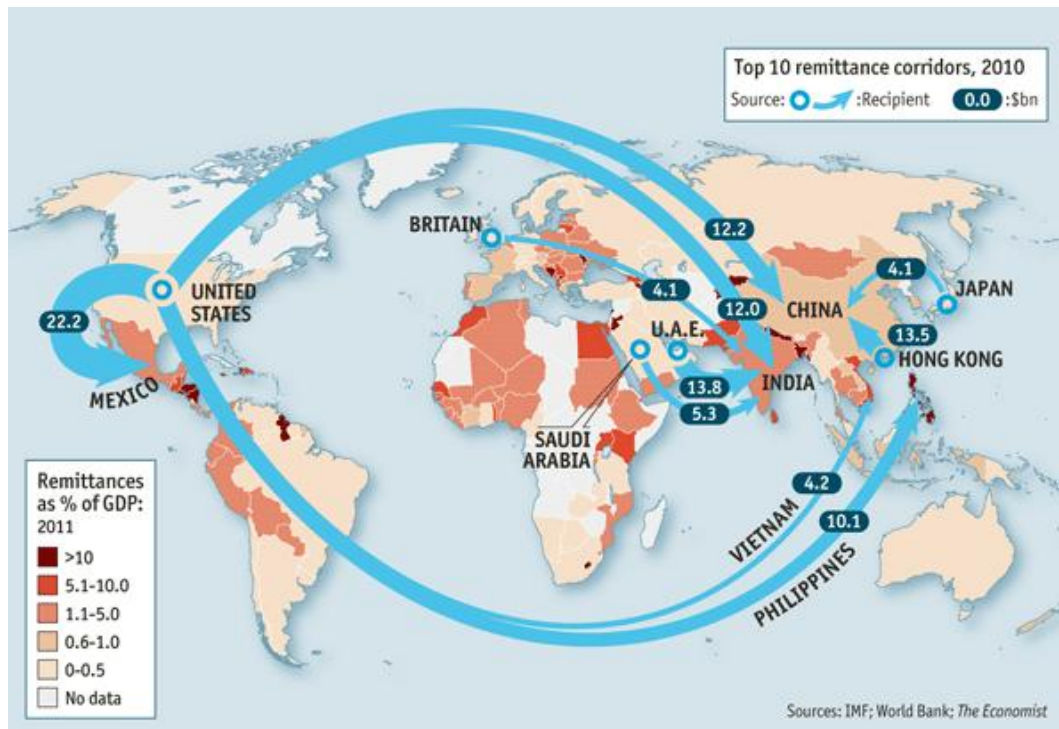 Top 10 remittance corridors, 2010
Source: :Recipient 0.0 :$bn
BRITAIN
12.2
UNITED
STATES
4.1
4.1
JAPAN
CHINA
22.2
12.0
U.A.E.
13.5
HONG KONG
MEXICO
13.8
INDIA
5.3
SAUDI
ARABIA
4.2
VIETNAM
10.1
PHILIPPINES
Remittances
as % of GDP:
2011
>10
5.1-10.0
1.1-5.0
0.6-1.0
0-0.5
No data
Sources: IMF; World Bank; The Economist